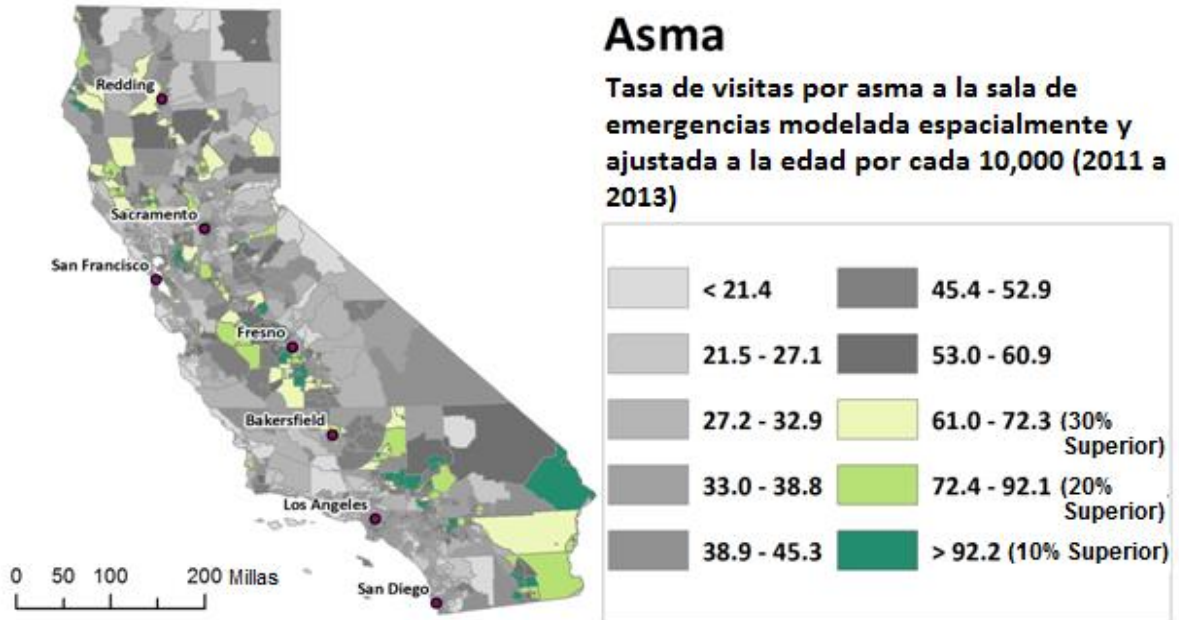 Asma
Tasa de visitas por asma a la sala de
emergencias modelada espacialmente y
ajustada a la edad por cada 10,000 (2011 a
2013)
Redding
Sacramento
San Francisco
Fresno
Bakersfield
Los Angeles
San Diego
0 50 100 200 Millas
< 21.4
21.5 - 27.1
27.2 - 32.9
33.0 - 38.8
38.9 - 45.3
45.4 - 52.9
53.0 - 60.9
61.0 - 72.3 (30%
Superior)
72.4 - 92.1 (20%
Superior)
> 92.2 (10% Superior)